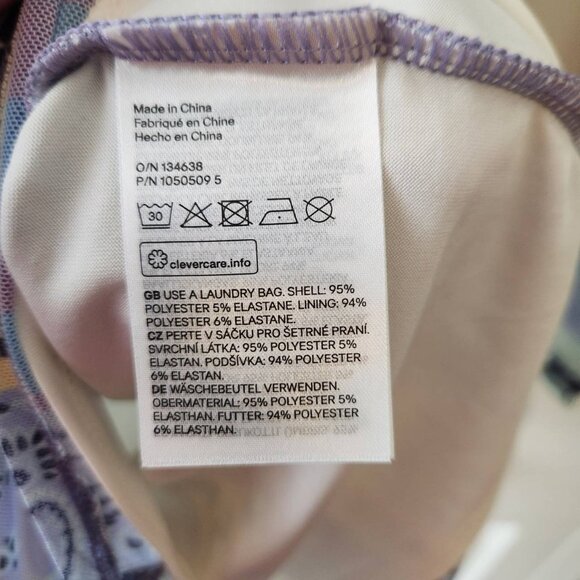 Made in China
Fabriqué en Chine
Hecho en China
O/N 134638
P/N 1050509 5
30
clevercare.info
GB USE A LAUNDRY BAG. SHELL: 95%
POLYESTER 5% ELASTANE. LINING: 94%
POLYESTER 6% ELASTANE.
CZ PERTE V SÁČKU PRO ŠETRNÉ PRANÍ.
SVRCHNÍ LÁTKA: 95% POLYESTER 5%
ELASTAN. PODŠÍVKA: 94% POLYESTER
6% ELASTAN.
DE WÄSCHEBEUTEL VERWENDEN.
OBERMATERIAL: 95% POLYESTER 5%
ELASTHAN. FUTTER: 94% POLYESTER
6% ELASTHAN.